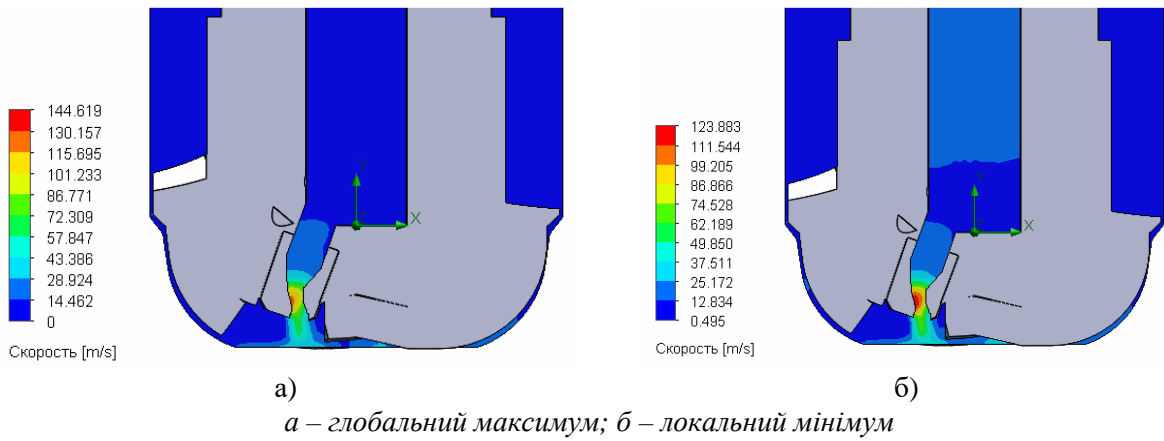 144.619
130.157
115.695
101.233
86.771
72.309
57.847
43.386
28.924
14.462
0
Скорость [m/s]
Y
X
а)
123.883
111.544
99.205
86.866
74.528
62.189
49.850
37.511
25.172
12.834
0.495
Скорость [m/s]
Y
X
б)
а – глобальний максимум; б – локальний мінімум